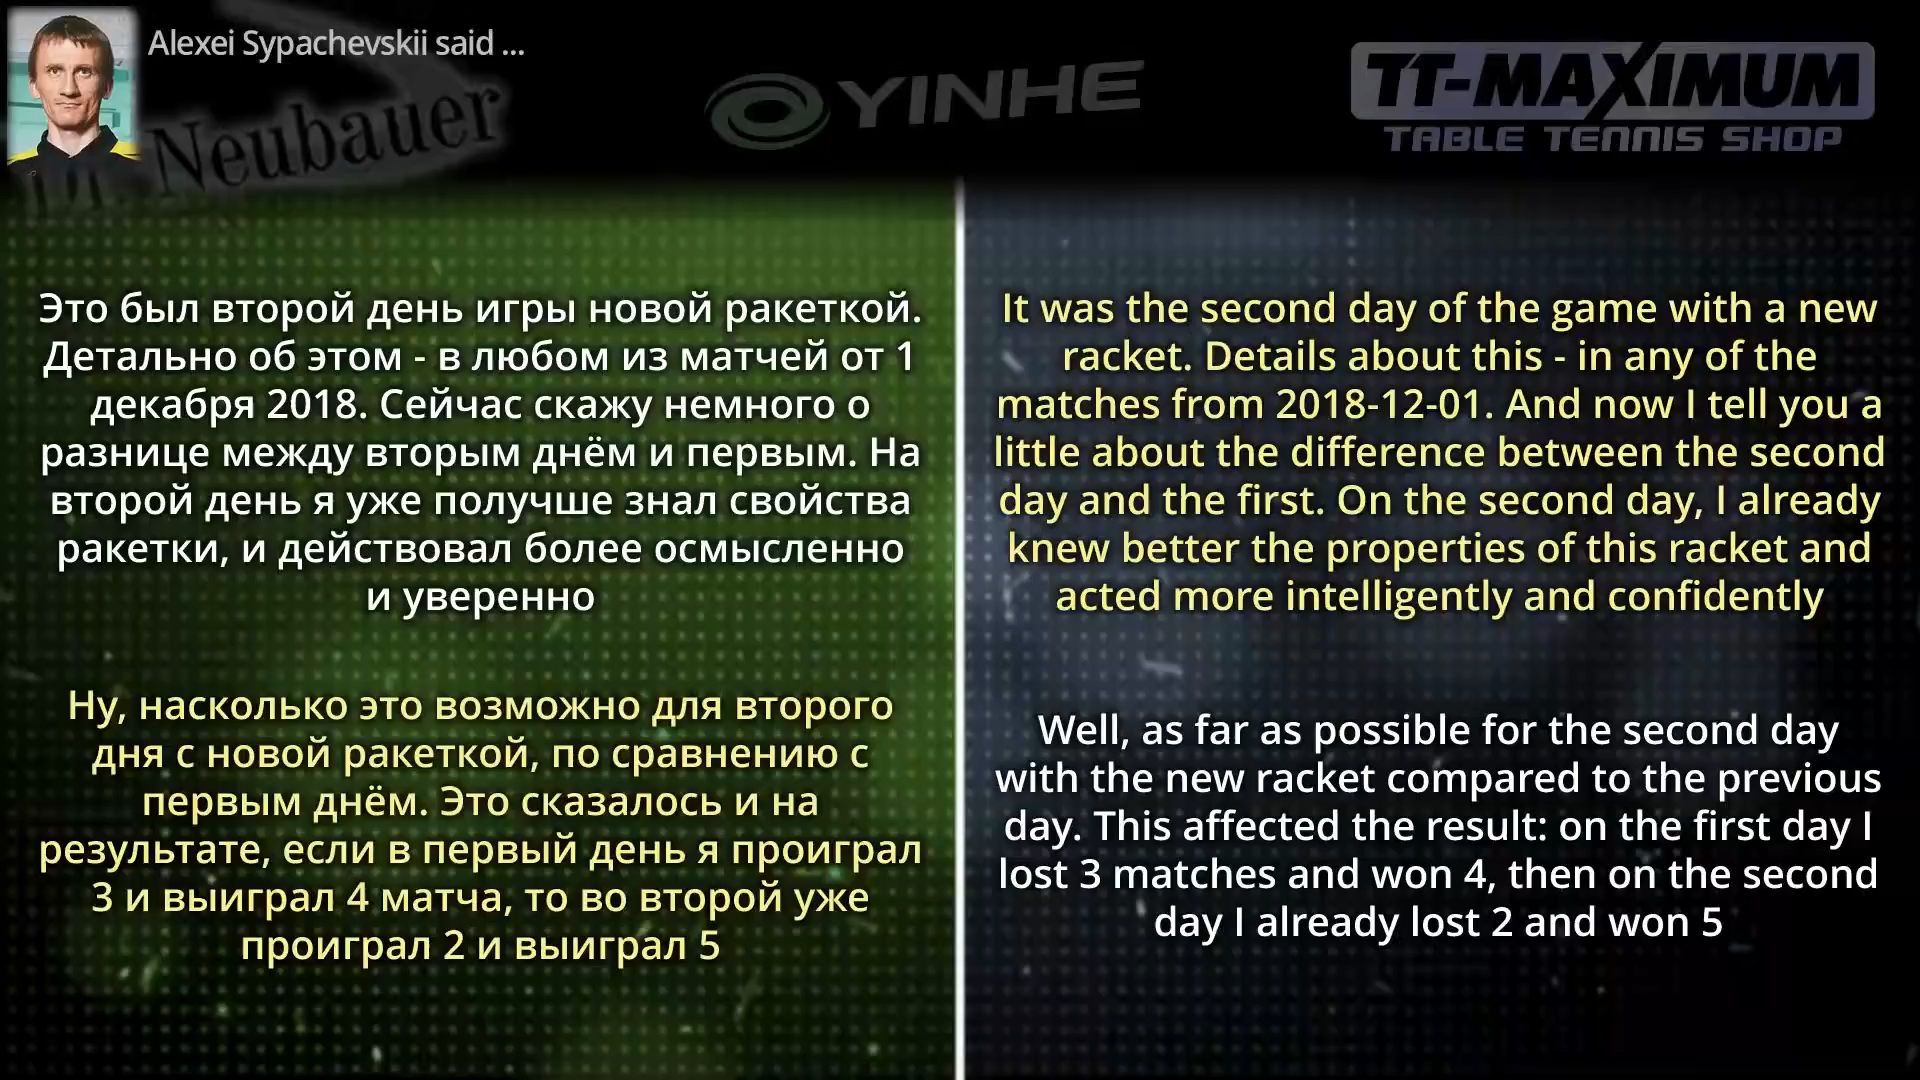 Alexei Sypachevskii said ...
Neubauer
YINHE
TT-MAXIMUM
TABLE TENNIS SHOP
Это был второй день игры новой ракеткой.
Детально об этом - в любом из матчей от 1
декабря 2018. Сейчас скажу немного о
разнице между вторым днём и первым. На
второй день я уже получше знал свойства
ракетки, и действовал более осмысленно
и уверенно
Ну, насколько это возможно для второго
дня с новой ракеткой, по сравнению с
первым днём. Это сказалось и на
результате, если в первый день я проиграл
3 и выиграл 4 матча, то во второй уже
проиграл 2 и выиграл 5
It was the second day of the game with a new
racket. Details about this - in any of the
matches from 2018-12-01. And now I tell you a
little about the difference between the second
day and the first. On the second day, I already
knew better the properties of this racket and
acted more intelligently and confidently
Well, as far as possible for the second day
with the new racket compared to the previous
day. This affected the result: on the first day I
lost 3 matches and won 4, then on the second
day I already lost 2 and won 5